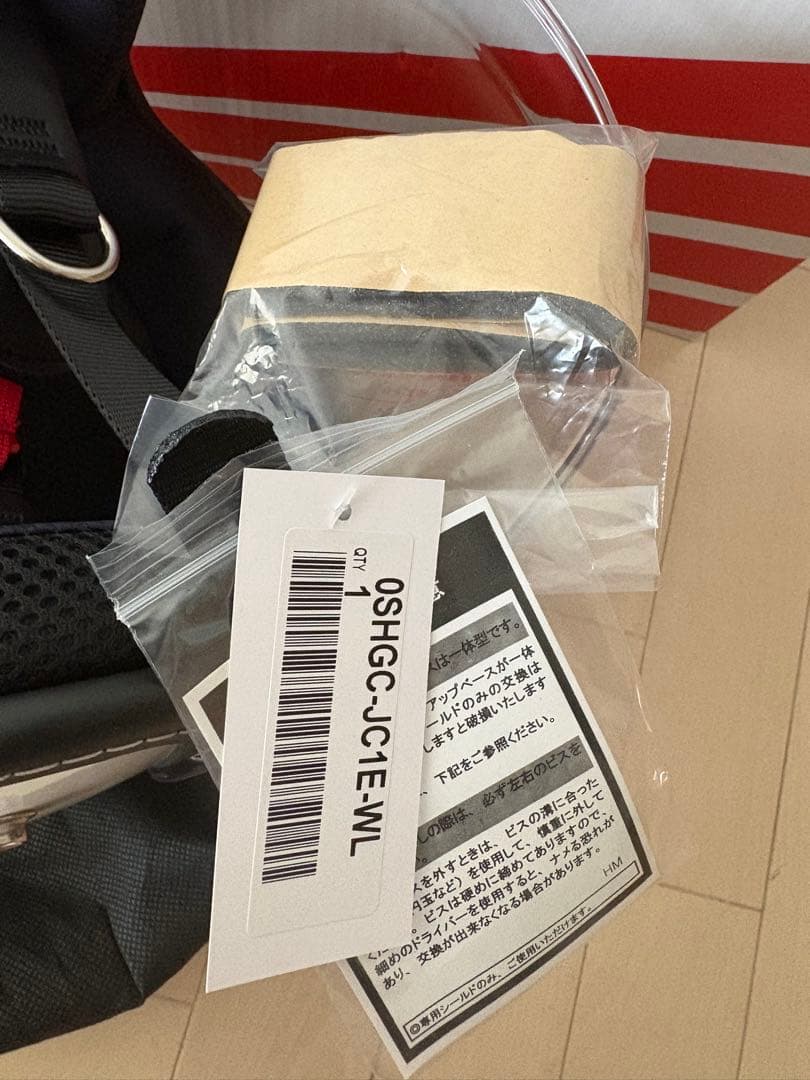 0SHGC-JC1E-WL
QTY 1
は一体型です。
アップベースが一体
ールドのみの交換は
しますと破損いたします
、下記をご参照ください。
しの際は、必ず左右のビスを
スを外すときは、ビスの溝に合った
円玉など）を使用して、慎重に外して
くだ
。ビスは硬めに締めてありますので、
細めのドライバーを使用すると、ナメる恐れが
あり、交換が出来なくなる場合があります。
HM
◎専用シールドのみ、ご使用いただけます。